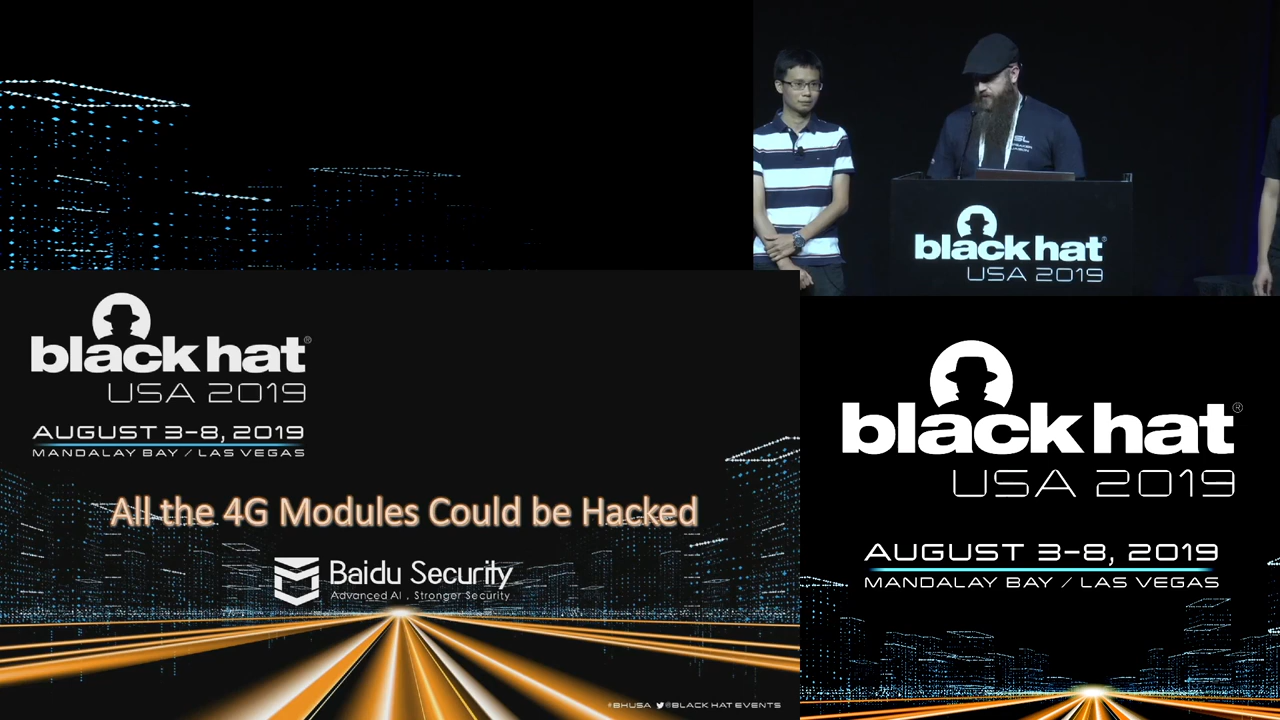 black hat
USA 2019
black hat®
USA 2019
AUGUST 3-8, 2019
MANDALAY BAY / LAS VEGAS
All the 4G Modules Could be Hacked
Baidu Security
Advanced AI . Stronger Security
#BHUSA @BLACK HAT EVENTS
black hat®
USA 2019
AUGUST 3-8, 2019
MANDALAY BAY / LAS VEGAS